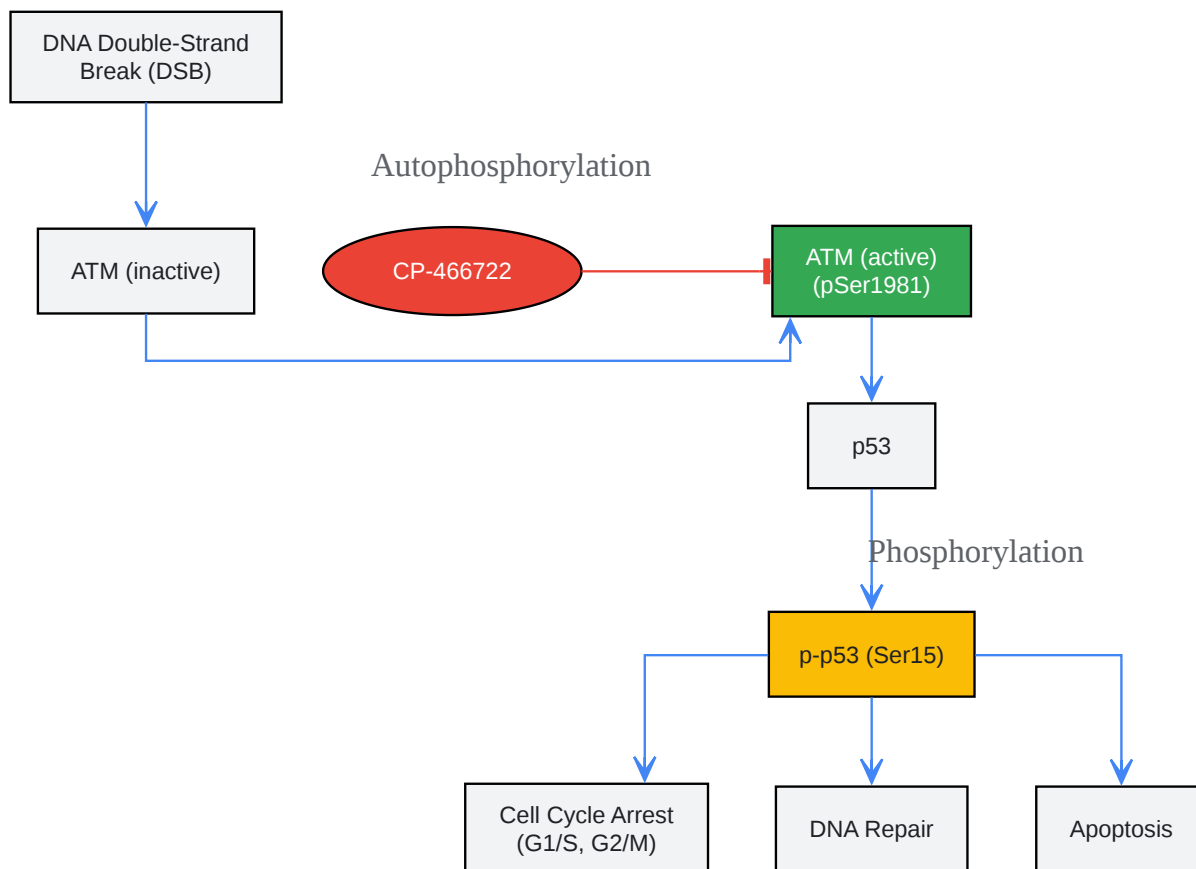 DNA Double-Strand
Break (DSB)
Autophosphorylation
ATM (inactive)
CP-466722
ATM (active)
(pSer1981)
p53
Phosphorylation
p-p53 (Ser15)
Cell Cycle Arrest
(G1/S, G2/M)
DNA Repair
Apoptosis